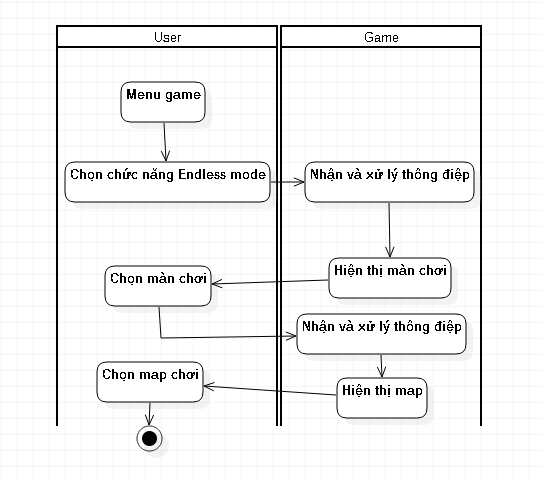 User
Game
Menu game
Chọn chức năng Endless mode
Nhận và xử lý thông điệp
Hiện thị màn chơi
Chọn màn chơi
Nhận và xử lý thông điệp
Chọn map chơi
Hiện thị map